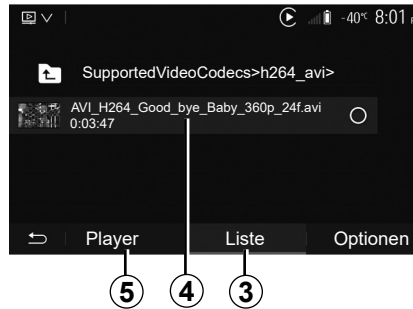 -40°C 8:01
SupportedVideoCodecs>h264_avi>
AVI_H264_Good_bye_Baby_360p_24f.avi
0:03:47
Player Liste Optionen
5 4 3